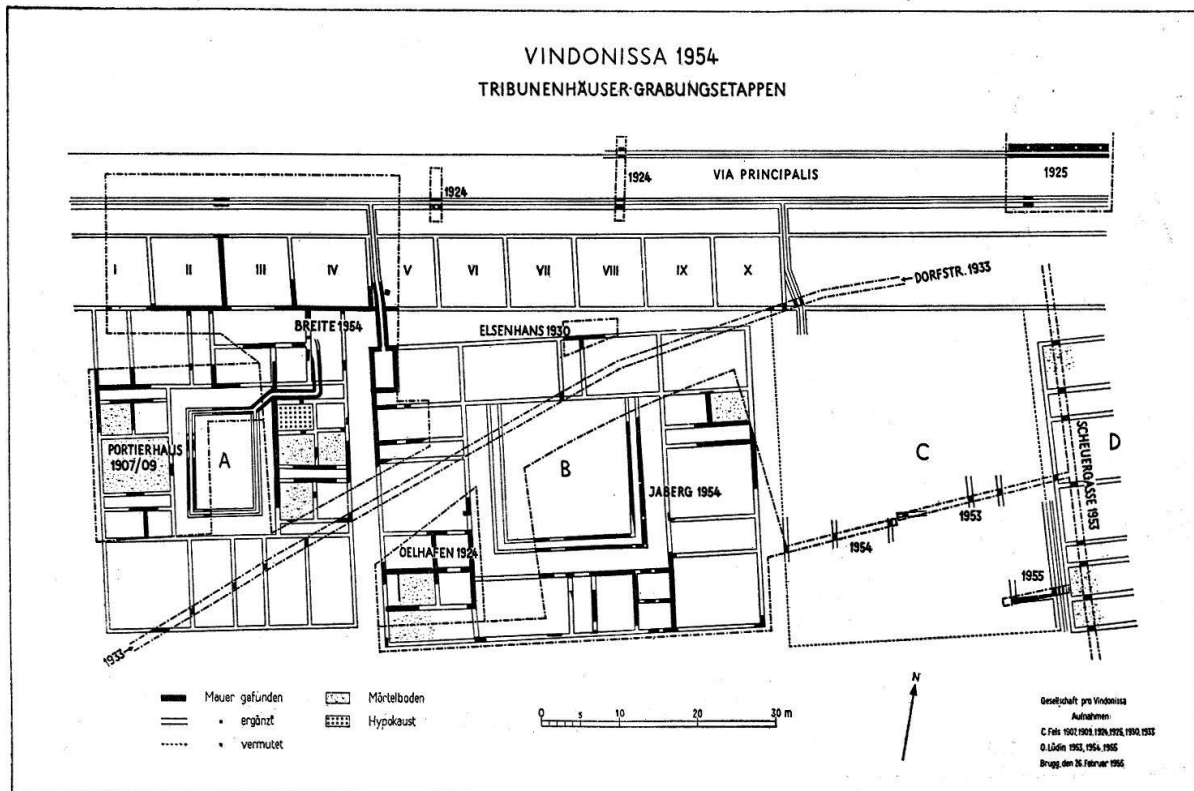 VINDONISSA 1954
TRIBUNENHÄUSER·GRABUNGSETAPPEN
1924
1924
VIA PRINCIPALIS
1925
I
II
III
IV
V
VI
VII
VIII
IX
X
DORFSTR. 1933
BREITE 1954
ELSENHANS 1930
PORTIERHAUS
1907/09
A
B
C
D
SCHEUERGASSE 1953
JABERG 1954
1953
1954
OELHAFEN 1924
1955
1933
Mauer gefunden
" ergänzt
" vermutet
Mörtelboden
Hypokaust
0 5 10 20 30 m
N
Gesellschaft pro Vindonissa
Aufnahmen:
C. Fels 1907, 1909, 1924, 1925, 1930, 1933
O. Lüdin 1953, 1954, 1955
Brugg, den 26. Februar 1955